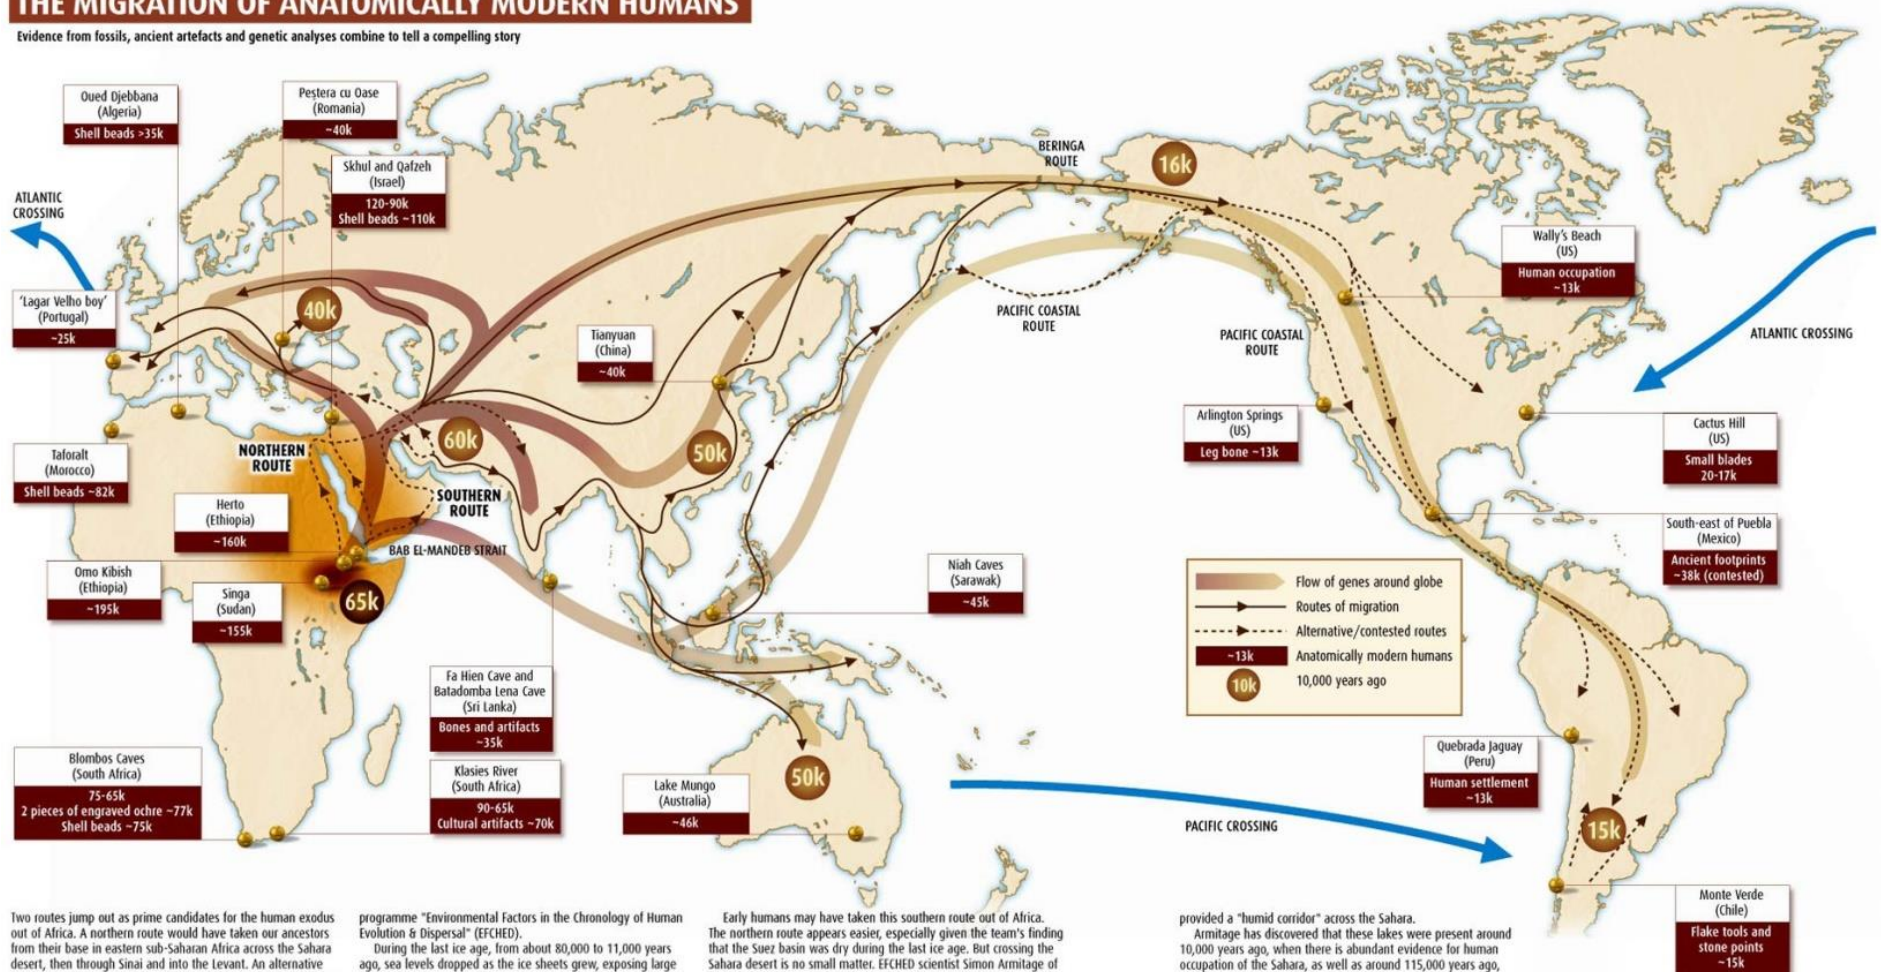 THE MIGRATION OF ANATOMICALLY MODERN HUMANS
Evidence from fossils, ancient artefacts and genetic analyses combine to tell a compelling story
Oued Djebbana
(Algeria)
Shell beads >35k
Peştera cu Oase
(Romania)
~40k
Skhul and Qafzeh
(Israel)
120-90k
Shell beads ~110k
ATLANTIC
CROSSING
'Lagar Velho boy'
(Portugal)
~25k
40k
Taforalt
(Morocco)
Shell beads ~82k
NORTHERN
ROUTE
60k
SOUTHERN
ROUTE
Herto
(Ethiopia)
~160k
BAB EL-MANDEB STRAIT
Omo Kibish
(Ethiopia)
~195k
Singa
(Sudan)
~155k
65k
Tianyuan
(China)
~40k
50k
BERINGA
ROUTE
16k
PACIFIC COASTAL
ROUTE
PACIFIC COASTAL
ROUTE
Wally's Beach
(US)
Human occupation
~13k
ATLANTIC CROSSING
Arlington Springs
(US)
Leg bone ~13k
Cactus Hill
(US)
Small blades
20-17k
South-east of Puebla
(Mexico)
Ancient footprints
~38k (contested)
Niah Caves
(Sarawak)
~45k
Flow of genes around globe
Routes of migration
Alternative/contested routes
~13k Anatomically modern humans
10k 10,000 years ago
Fa Hien Cave and
Batadomba Lena Cave
(Sri Lanka)
Bones and artifacts
~35k
Blombos Caves
(South Africa)
75-65k
2 pieces of engraved ochre ~77k
Shell beads ~75k
Klasies River
(South Africa)
90-65k
Cultural artifacts ~70k
Lake Mungo
(Australia)
~46k
50k
PACIFIC CROSSING
Quebrada Jaguay
(Peru)
Human settlement
~13k
15k
Monte Verde
(Chile)
Flake tools and
stone points
~15k
Two routes jump out as prime candidates for the human exodus
out of Africa. A northern route would have taken our ancestors
from their base in eastern sub-Saharan Africa across the Sahara
desert, then through Sinai and into the Levant. An alternative
programme "Environmental Factors in the Chronology of Human
Evolution & Dispersal" (EFCHED).
During the last ice age, from about 80,000 to 11,000 years
ago, sea levels dropped as the ice sheets grew, exposing large
Early humans may have taken this southern route out of Africa.
The northern route appears easier, especially given the team's finding
that the Suez basin was dry during the last ice age. But crossing the
Sahara desert is no small matter. EFCHED scientist Simon Armitage of
provided a "humid corridor" across the Sahara.
Armitage has discovered that these lakes were present around
10,000 years ago, when there is abundant evidence for human
occupation of the Sahara, as well as around 115,000 years ago,